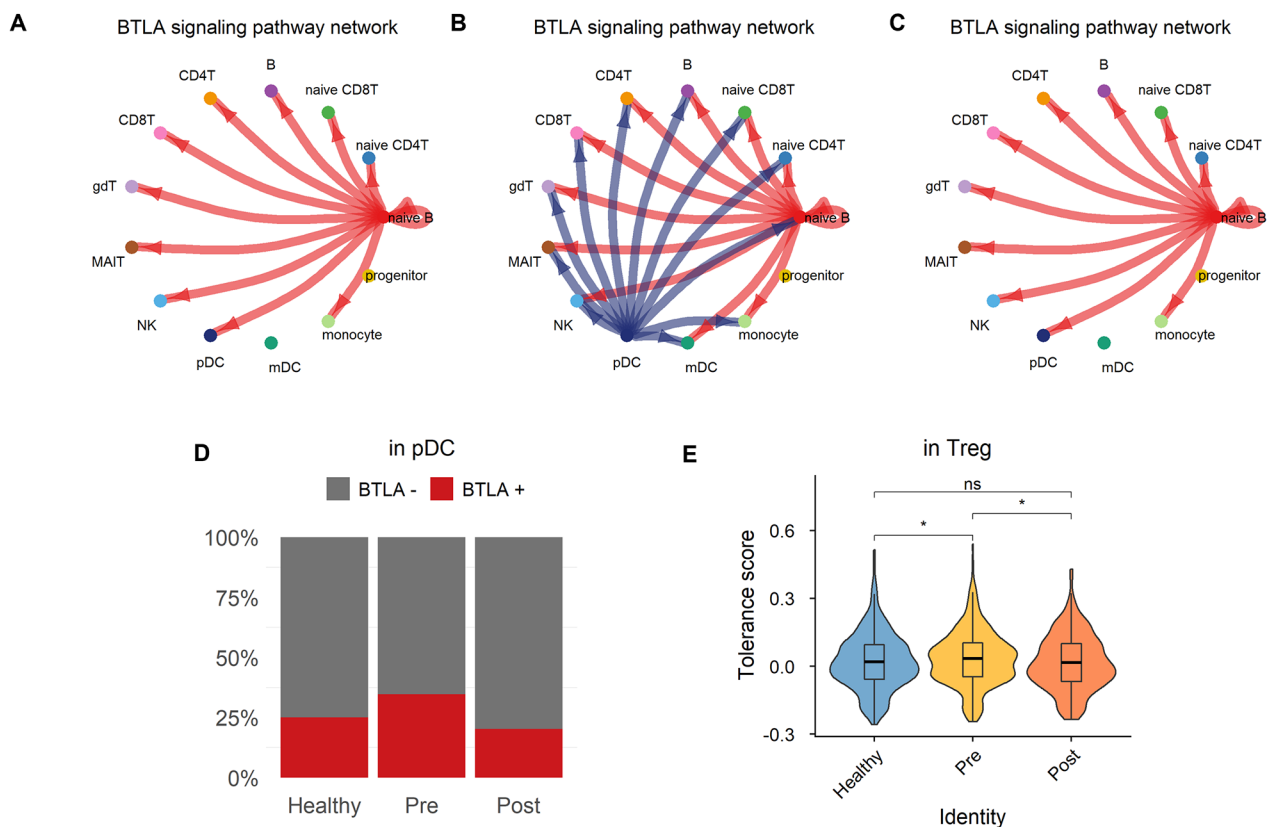 A
BTLA signaling pathway network
B
CD4T
naive CD8T
CD8T
naive CD4T
gdT
naive B
MAIT
progenitor
NK
monocyte
pDC
mDC
B
BTLA signaling pathway network
B
CD4T
naive CD8T
CD8T
naive CD4T
gdT
naive B
MAIT
progenitor
NK
monocyte
pDC
mDC
C
BTLA signaling pathway network
B
CD4T
naive CD8T
CD8T
naive CD4T
gdT
naive B
MAIT
progenitor
NK
monocyte
pDC
mDC
D
in pDC
BTLA - BTLA +
100%
75%
50%
25%
0%
Healthy Pre Post
E
in Treg
ns
*
*
Tolerance score
0.6
0.3
0.0
-0.3
Healthy Pre Post
Identity